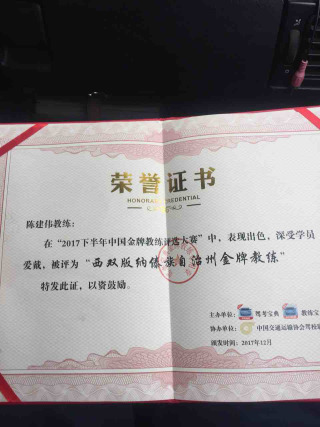 荣誉证书
HONORARY CREDENTIAL
陈建伟教练：
在“2017下半年中国金牌教练评选大赛”中，表现出色，深受学员
爱戴，被评为“西双版纳傣族自治州金牌教练”
特发此证，以资鼓励。
主办单位： 驾考宝典 教练宝
协办单位： 中国交通运输协会驾校
颁发时间：2017年12月